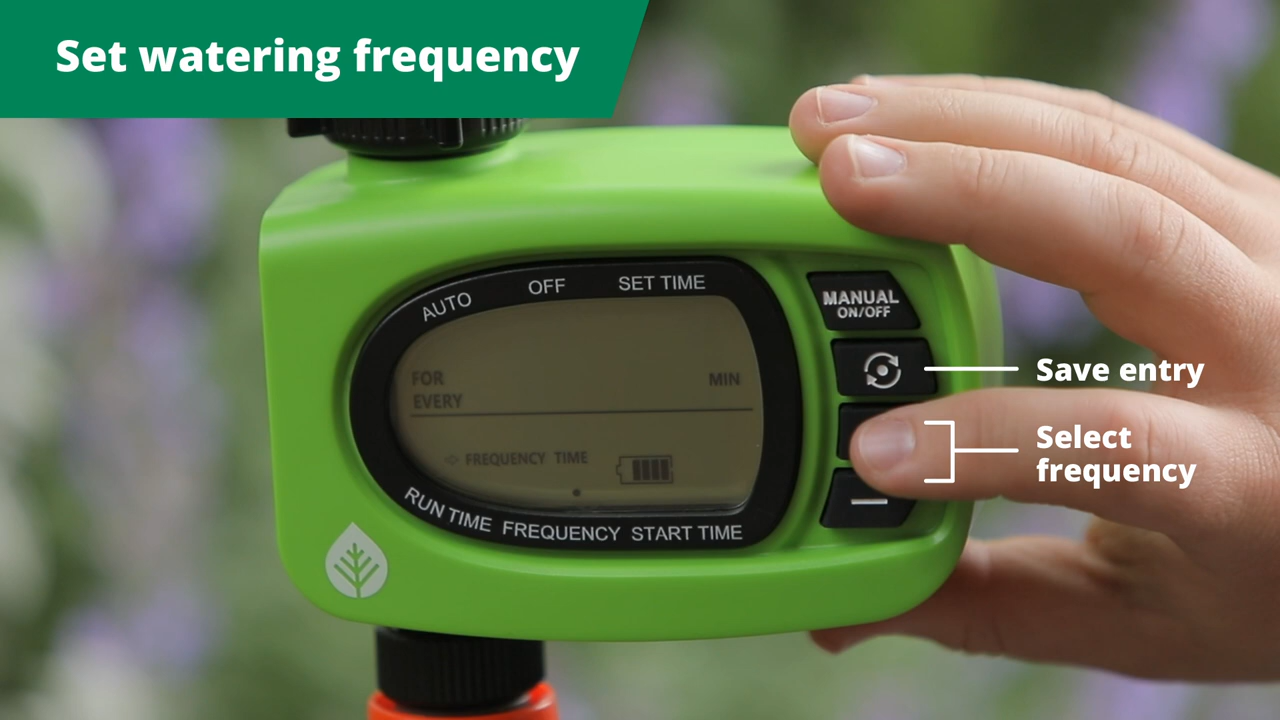 Set watering frequency
AUTO
OFF
SET TIME
MANUAL
ON/OFF
FOR
MIN
EVERY
FREQUENCY TIME
RUN TIME
FREQUENCY
START TIME
Save entry
Select
frequency